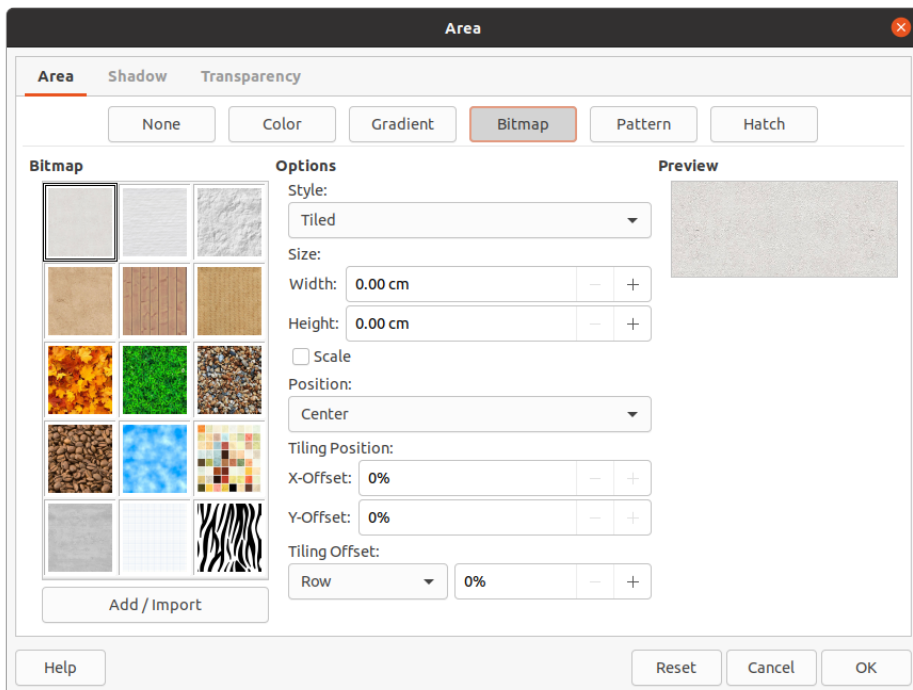 Area
Area Shadow Transparency
None Color Gradient Bitmap Pattern Hatch
Bitmap
Options
Style:
Tiled
Size:
Width: 0.00 cm
Height: 0.00 cm
Scale
Position:
Center
Tiling Position:
X-Offset: 0%
Y-Offset: 0%
Tiling Offset:
Row 0%
Preview
Add / Import
Help Reset Cancel OK